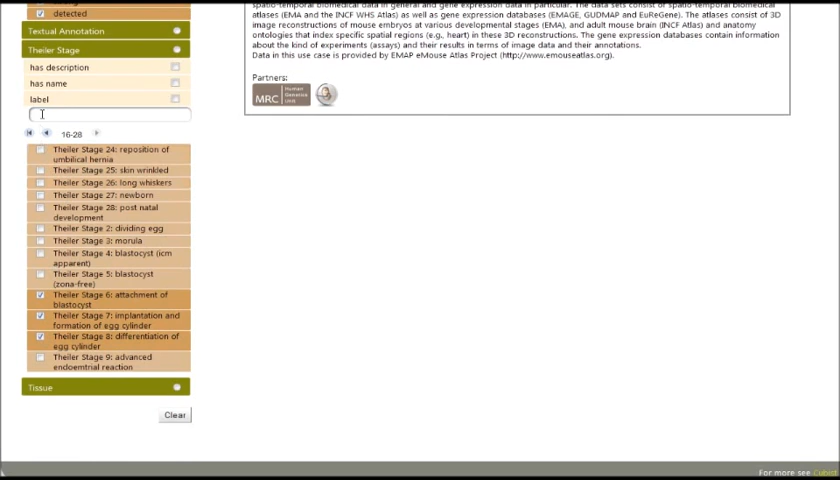 detected
Textual Annotation
Theiler Stage
has description
has name
label
16-28
Theiler Stage 24: reposition of
umbilical hernia
Theiler Stage 25: skin wrinkled
Theiler Stage 26: long whiskers
Theiler Stage 27: newborn
Theiler Stage 28: post natal
development
Theiler Stage 2: dividing egg
Theiler Stage 3: morula
Theiler Stage 4: blastocyst (icm
apparent)
Theiler Stage 5: blastocyst
(zona-free)
Theiler Stage 6: attachment of
blastocyst
Theiler Stage 7: implantation and
formation of egg cylinder
Theiler Stage 8: differentiation of
egg cylinder
Theiler Stage 9: advanced
endoemtrial reaction
Tissue
Clear
spatio-temporal biomedical data in general and gene expression data in particular. The data sets consist of spatio-temporal biomedical
atlases (EMA and the INCF WHS Atlas) as well as gene expression databases (EMAGE, GUDMAP and EuReGene). The atlases consist of 3D
image reconstructions of mouse embryos at various developmental stages (EMA), and adult mouse brain (INCF Atlas) and anatomy
ontologies that index specific spatial regions (e.g., heart) in these 3D reconstructions. The gene expression databases contain information
about the kind of experiments (assays) and their results in terms of image data and their annotations.
Data in this use case is provided by EMAP eMouse Atlas Project (http://www.emouseatlas.org).
Partners:
MRC
Human
Genetics
Unit
For more see Cubist